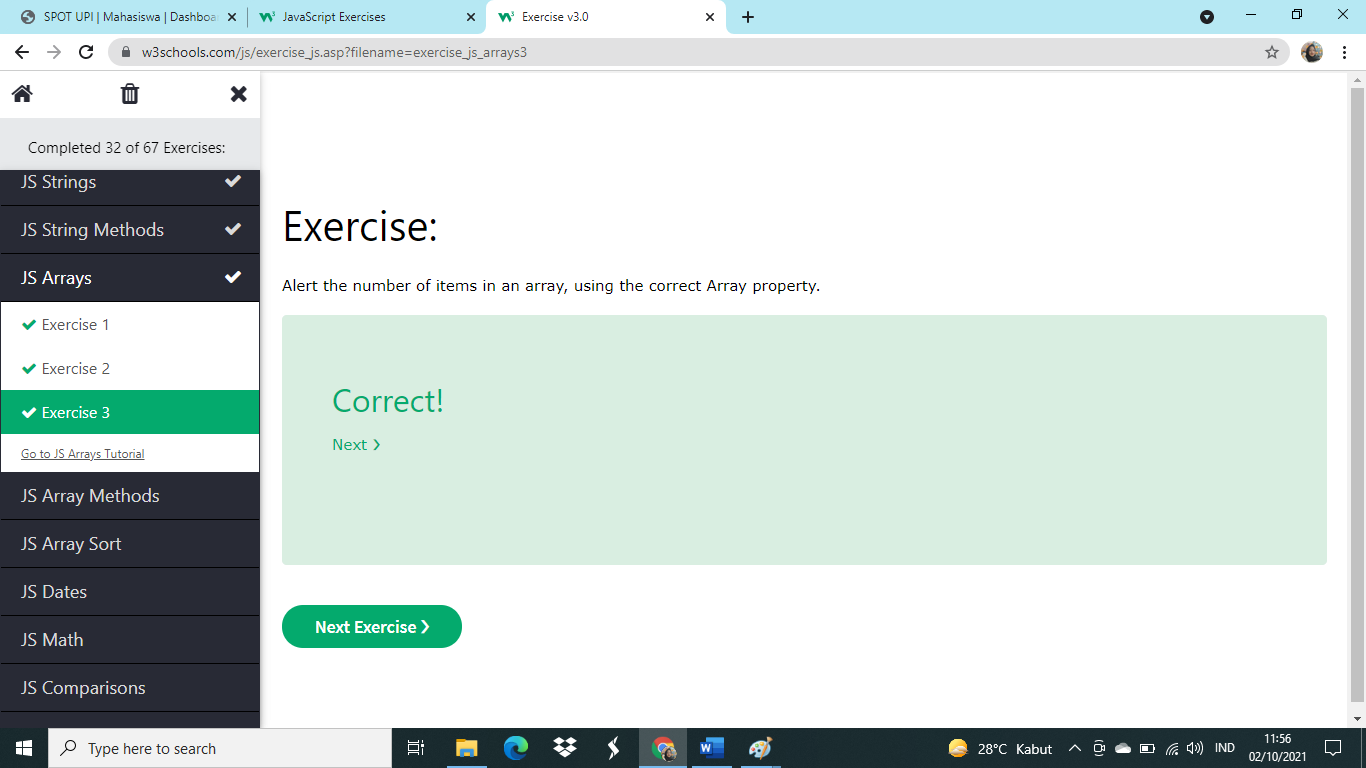 SPOT UPI | Mahasiswa | Dashboa
JavaScript Exercises
Exercise v3.0
w3schools.com/js/exercise_js.asp?filename=exercise_js_arrays3
Completed 32 of 67 Exercises:
JS Strings
JS String Methods
JS Arrays
Exercise 1
Exercise 2
Exercise 3
Go to JS Arrays Tutorial
JS Array Methods
JS Array Sort
JS Dates
JS Math
JS Comparisons
Exercise:
Alert the number of items in an array, using the correct Array property.
Correct!
Next ❯
Next Exercise ❯
Type here to search
28°C Kabut
IND
11:56
02/10/2021